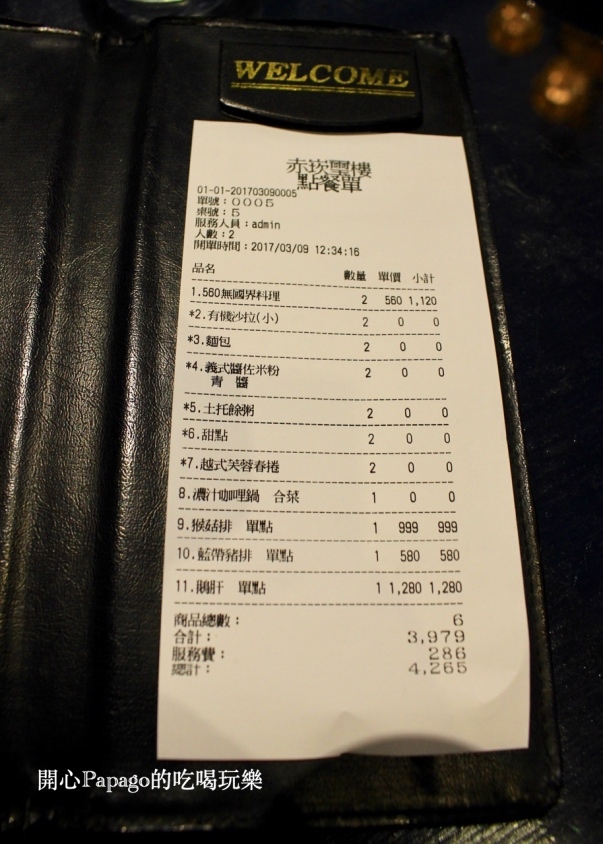 WELCOME
赤崁璽樓
點餐單
01-01-201703090005
單號：0005
桌號：5
服務人員：admin
人數：2
開單時間：2017/03/09 12:34:16
品名 數量 單價 小計
1.560無國界料理 2 560 1,120
*2.有機沙拉(小) 2 0 0
*3.麵包 2 0 0
*4.義式醬佐米粉 2 0 0
青 醬
*5.土托魚粥 2 0 0
*6.甜點 2 0 0
*7.越式芙蓉春捲 2 0 0
8.濃汁咖哩鍋 合菜 1 0 0
9.猴菇排 單點 1 999 999
10.藍帶豬排 單點 1 580 580
11.鵝肝 單點 1 1,280 1,280
商品總數： 6
合計： 3,979
服務費： 286
總計： 4,265
開心Papago的吃喝玩樂